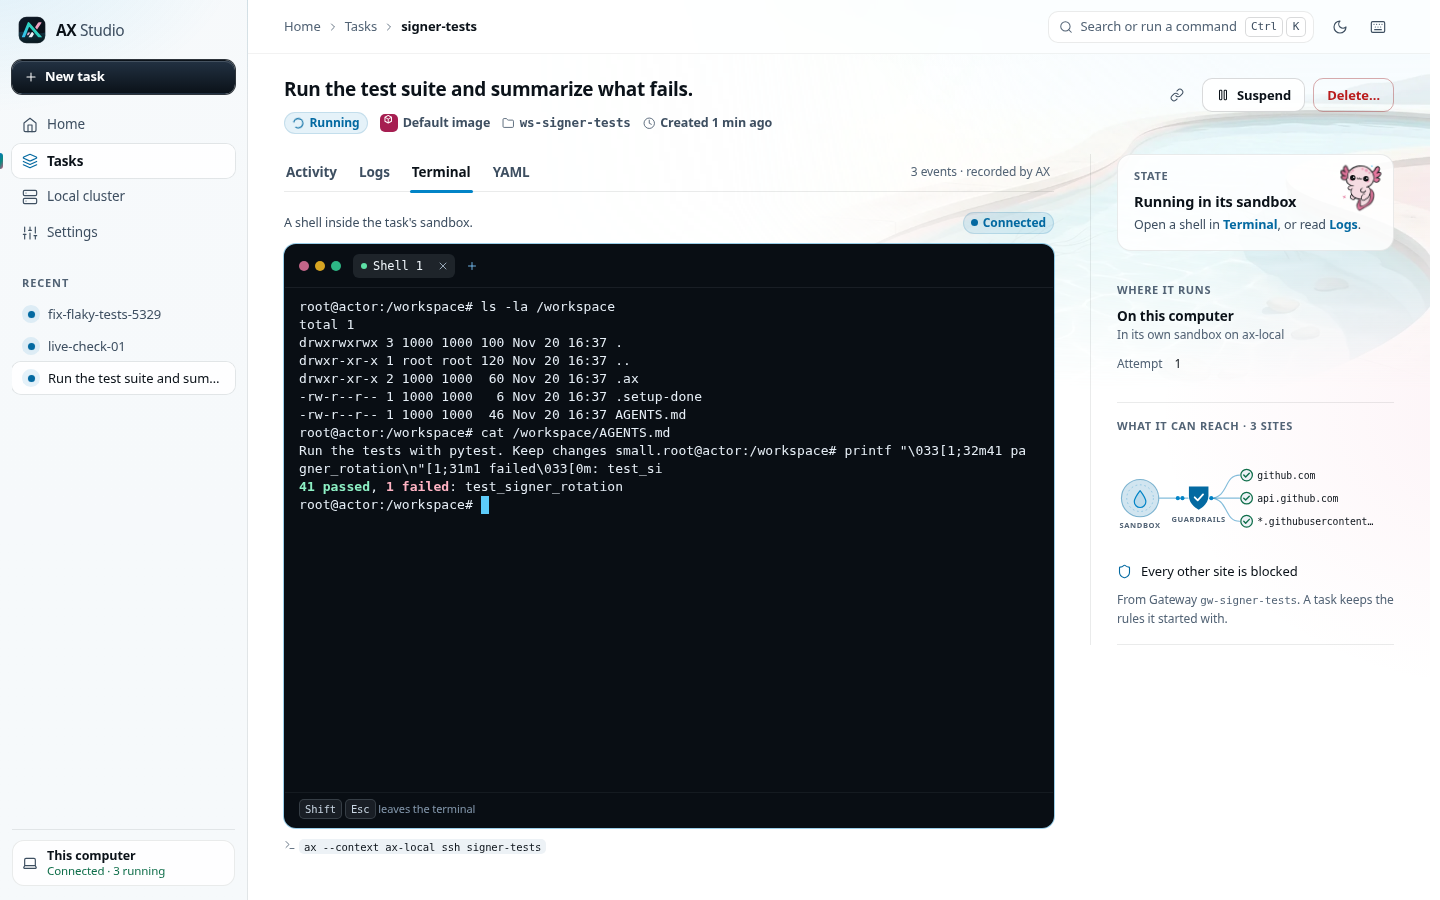 AX Studio
New task
Home
Tasks
Local cluster
Settings
RECENT
fix-flaky-tests-5329
live-check-01
Run the test suite and sum...
This computer
Connected · 3 running
Home > Tasks > signer-tests
Search or run a command Ctrl K
Run the test suite and summarize what fails.
Running Default image ws-signer-tests Created 1 min ago
Suspend Delete...
Activity Logs Terminal YAML 3 events · recorded by AX
A shell inside the task's sandbox. Connected
Shell 1
root@actor:/workspace# ls -la /workspace
total 1
drwxrwxrwx 3 1000 1000 100 Nov 20 16:37 .
drwxr-xr-x 1 root root 120 Nov 20 16:37 ..
drwxr-xr-x 2 1000 1000  60 Nov 20 16:37 .ax
-rw-r--r-- 1 1000 1000   6 Nov 20 16:37 .setup-done
-rw-r--r-- 1 1000 1000  46 Nov 20 16:37 AGENTS.md
root@actor:/workspace# cat /workspace/AGENTS.md
Run the tests with pytest. Keep changes small.root@actor:/workspace# printf "\033[1;32m41 pa
gner_rotation\n"[1;31m1 failed\033[0m: test_si
41 passed, 1 failed: test_signer_rotation
root@actor:/workspace#
Shift Esc leaves the terminal
ax --context ax-local ssh signer-tests
STATE
Running in its sandbox
Open a shell in Terminal, or read Logs.
WHERE IT RUNS
On this computer
In its own sandbox on ax-local
Attempt 1
WHAT IT CAN REACH · 3 SITES
SANDBOX
GUARDRAILS
github.com
api.github.com
*.githubusercontent…
Every other site is blocked
From Gateway gw-signer-tests. A task keeps the
rules it started with.